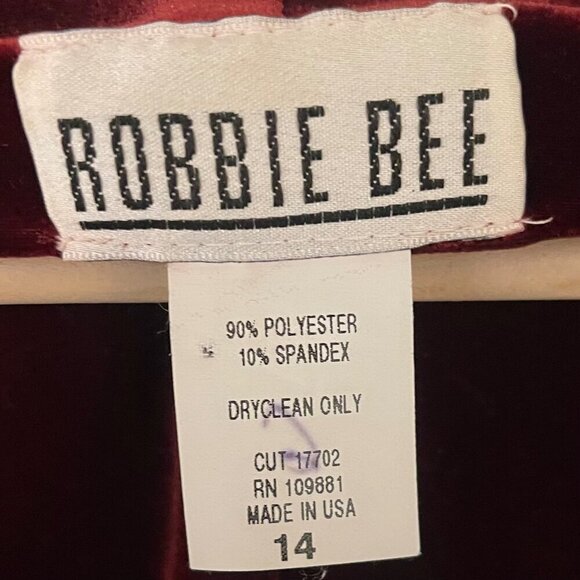 ROBBIE BEE
90% POLYESTER
10% SPANDEX
DRYCLEAN ONLY
CUT 17702
RN 109881
MADE IN USA
14